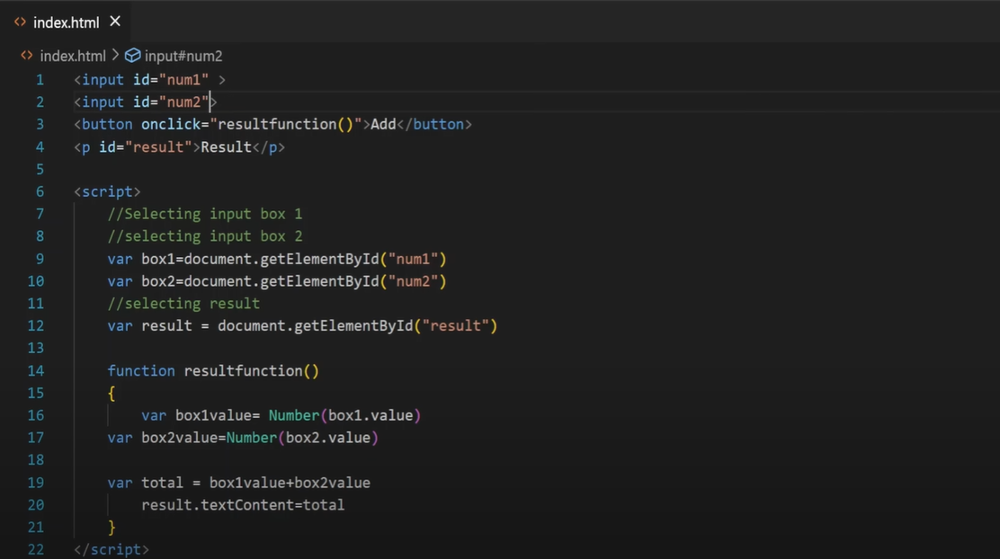 index.html ×
index.html > input#num2
1 <input id="num1" >
2 <input id="num2">
3 <button onclick="resultfunction()">Add</button>
4 <p id="result">Result</p>
5
6 <script>
7     //Selecting input box 1
8     //selecting input box 2
9     var box1=document.getElementById("num1")
10     var box2=document.getElementById("num2")
11     //selecting result
12     var result = document.getElementById("result")
13
14     function resultfunction()
15     {
16         var box1value= Number(box1.value)
17     var box2value=Number(box2.value)
18
19     var total = box1value+box2value
20         result.textContent=total
21     }
22 </script>